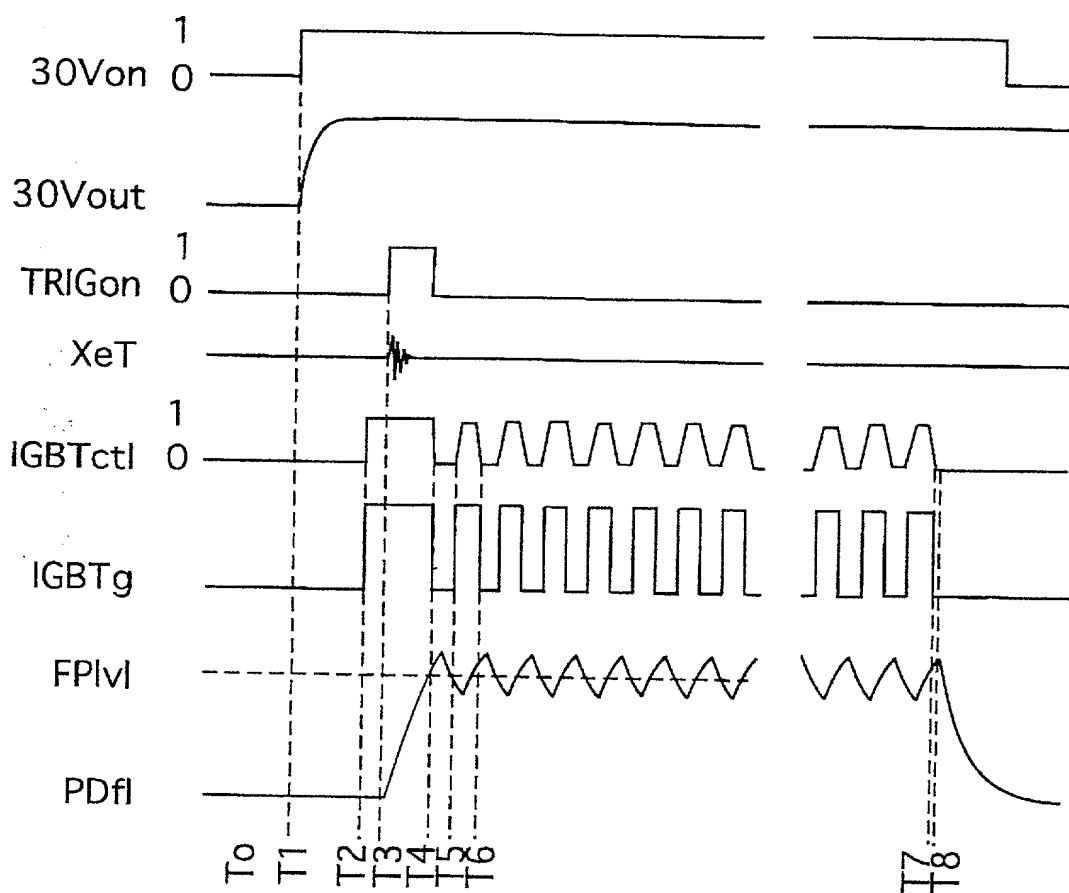 1
30Von 0
30Vout
1
TRIGon 0
XeT
1
IGBTctl 0
IGBTg
FPlvl
PDfl
To T1 T2 T3 T4 T5 T6 T7 T8